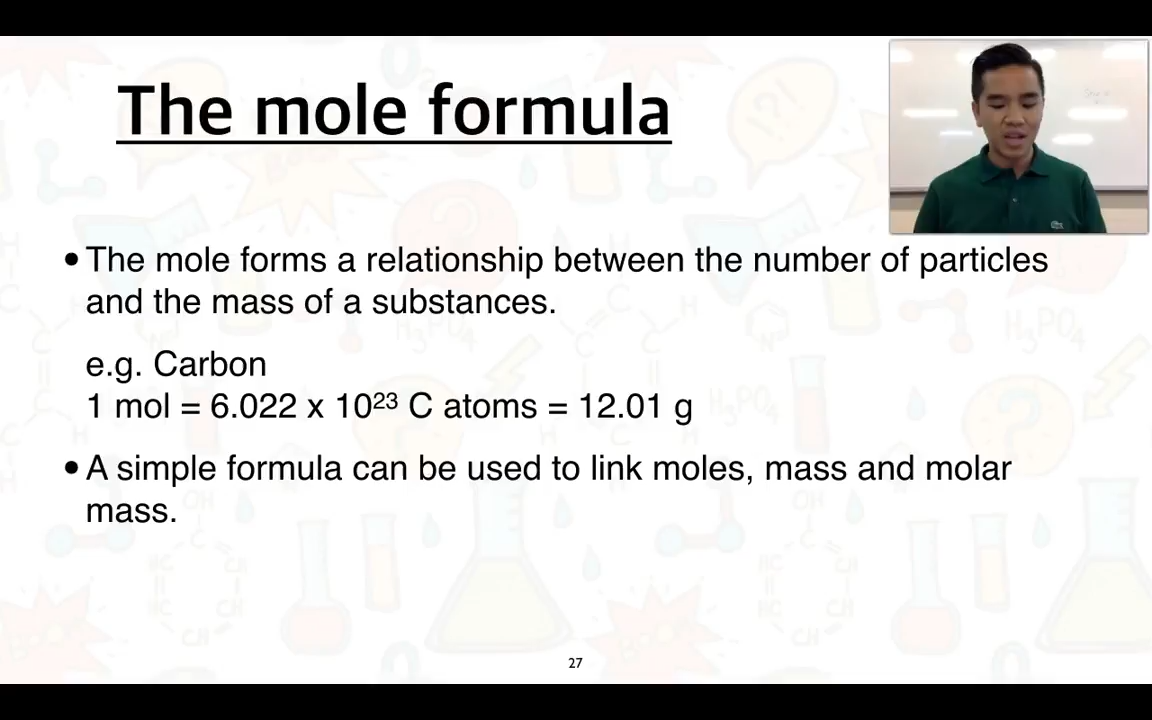 The mole formula
•The mole forms a relationship between the number of particles
and the mass of a substances.
e.g. Carbon
1 mol = 6.022 x 10²³ C atoms = 12.01 g
•A simple formula can be used to link moles, mass and molar
mass.
27